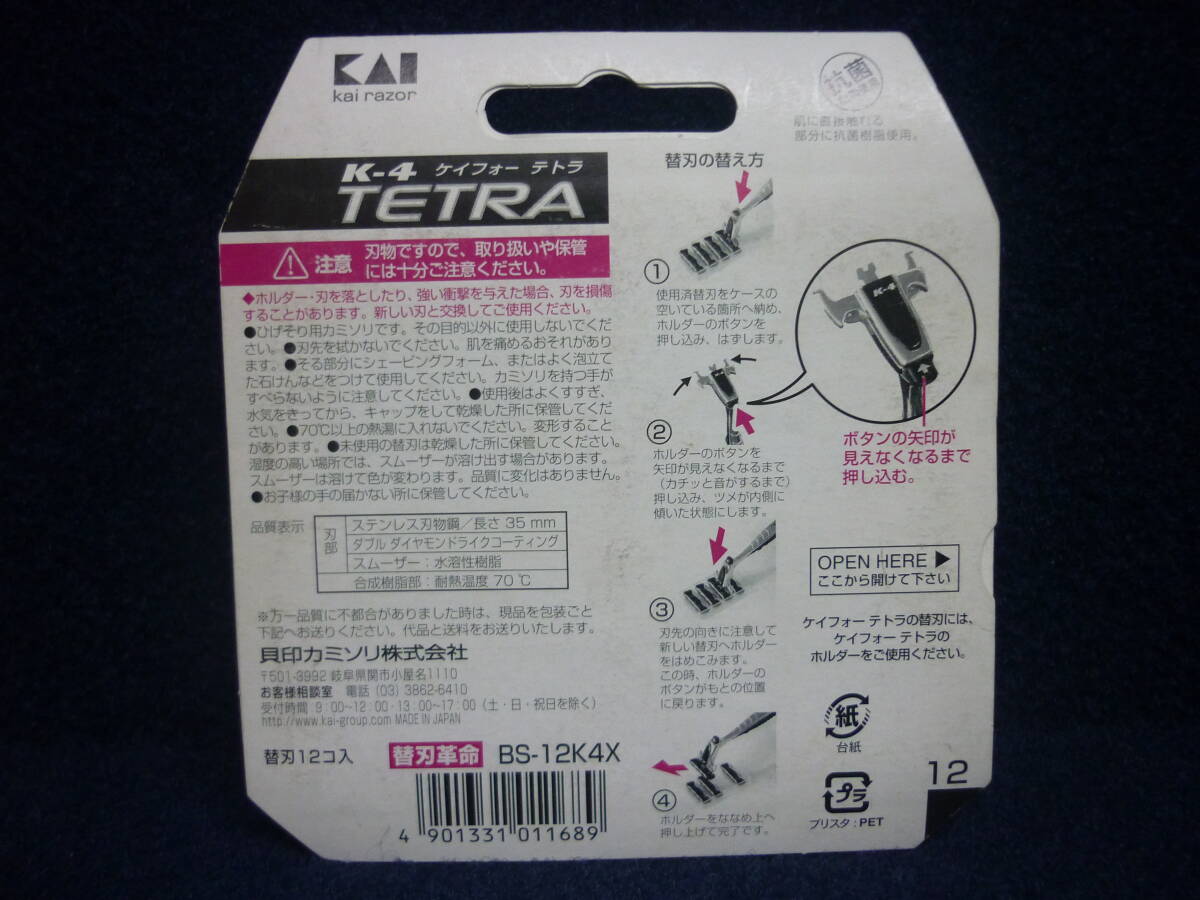 KAI
kai razor
抗菌
肌に直接触れる
部分に抗菌樹脂使用。
K-4 ケイフォー テトラ
TETRA
注意 刃物ですので、取り扱いや保管
には十分ご注意ください。
◆ホルダー・刃を落としたり、強い衝撃を与えた場合、刃を損傷
することがあります。新しい刃と交換してご使用ください。
●ひげそり用カミソリです。その目的以外に使用しないでくだ
さい。●刃先を拭かないでください。肌を痛めるおそれがあり
ます。●そる部分にシェービングフォーム、またはよく泡立て
た石けんなどをつけて使用してください。カミソリを持つ手が
すべらないように注意してください。●使用後はよくすすぎ、
水気をきってから、キャップをして乾燥した所に保管してくだ
さい。●70℃以上の熱湯に入れないでください。変形すること
があります。●未使用の替刃は乾燥した所に保管してください。
湿度の高い場所では、スムーザーが溶け出す場合があります。
スムーザーは溶けて色が変わります。品質に変化はありません。
●お子様の手の届かない所に保管してください。
品質表示
刃部
ステンレス刃物鋼/長さ 35 mm
ダブル ダイヤモンドライクコーティング
スムーザー:水溶性樹脂
合成樹脂部:耐熱温度 70℃
※万一品質に不都合がありました時は、現品を包装ごと
下記へお送りください。代品と送料をお送りいたします。
貝印カミソリ株式会社
〒501-3992 岐阜県関市小屋名1110
お客様相談室 電話 (03) 3862-6410
受付時間 9:00~12:00・13:00~17:00 (土・日・祝日を除く)
http://www.kai-group.com MADE IN JAPAN
替刃12コ入 替刃革命 BS-12K4X
4 901331 011689
替刃の替え方
①
使用済替刃をケースの
空いている箇所へ納め、
ホルダーのボタンを
押し込み、はずします。
②
ホルダーのボタンを
矢印が見えなくなるまで
(カチッと音がするまで)
押し込み、ツメが内側に
傾いた状態にします。
③
刃先の向きに注意して
新しい替刃へホルダー
をはめこみます。
この時、ホルダーの
ボタンがもとの位置
に戻ります。
④
ホルダーをななめ上へ
押し上げて完了です。
K-4
ボタンの矢印が
見えなくなるまで
押し込む。
OPEN HERE ▶
ここから開けて下さい
ケイフォー テトラの替刃には、
ケイフォー テトラの
ホルダーをご使用ください。
紙
台紙
プラ
ブリスタ:PET
12